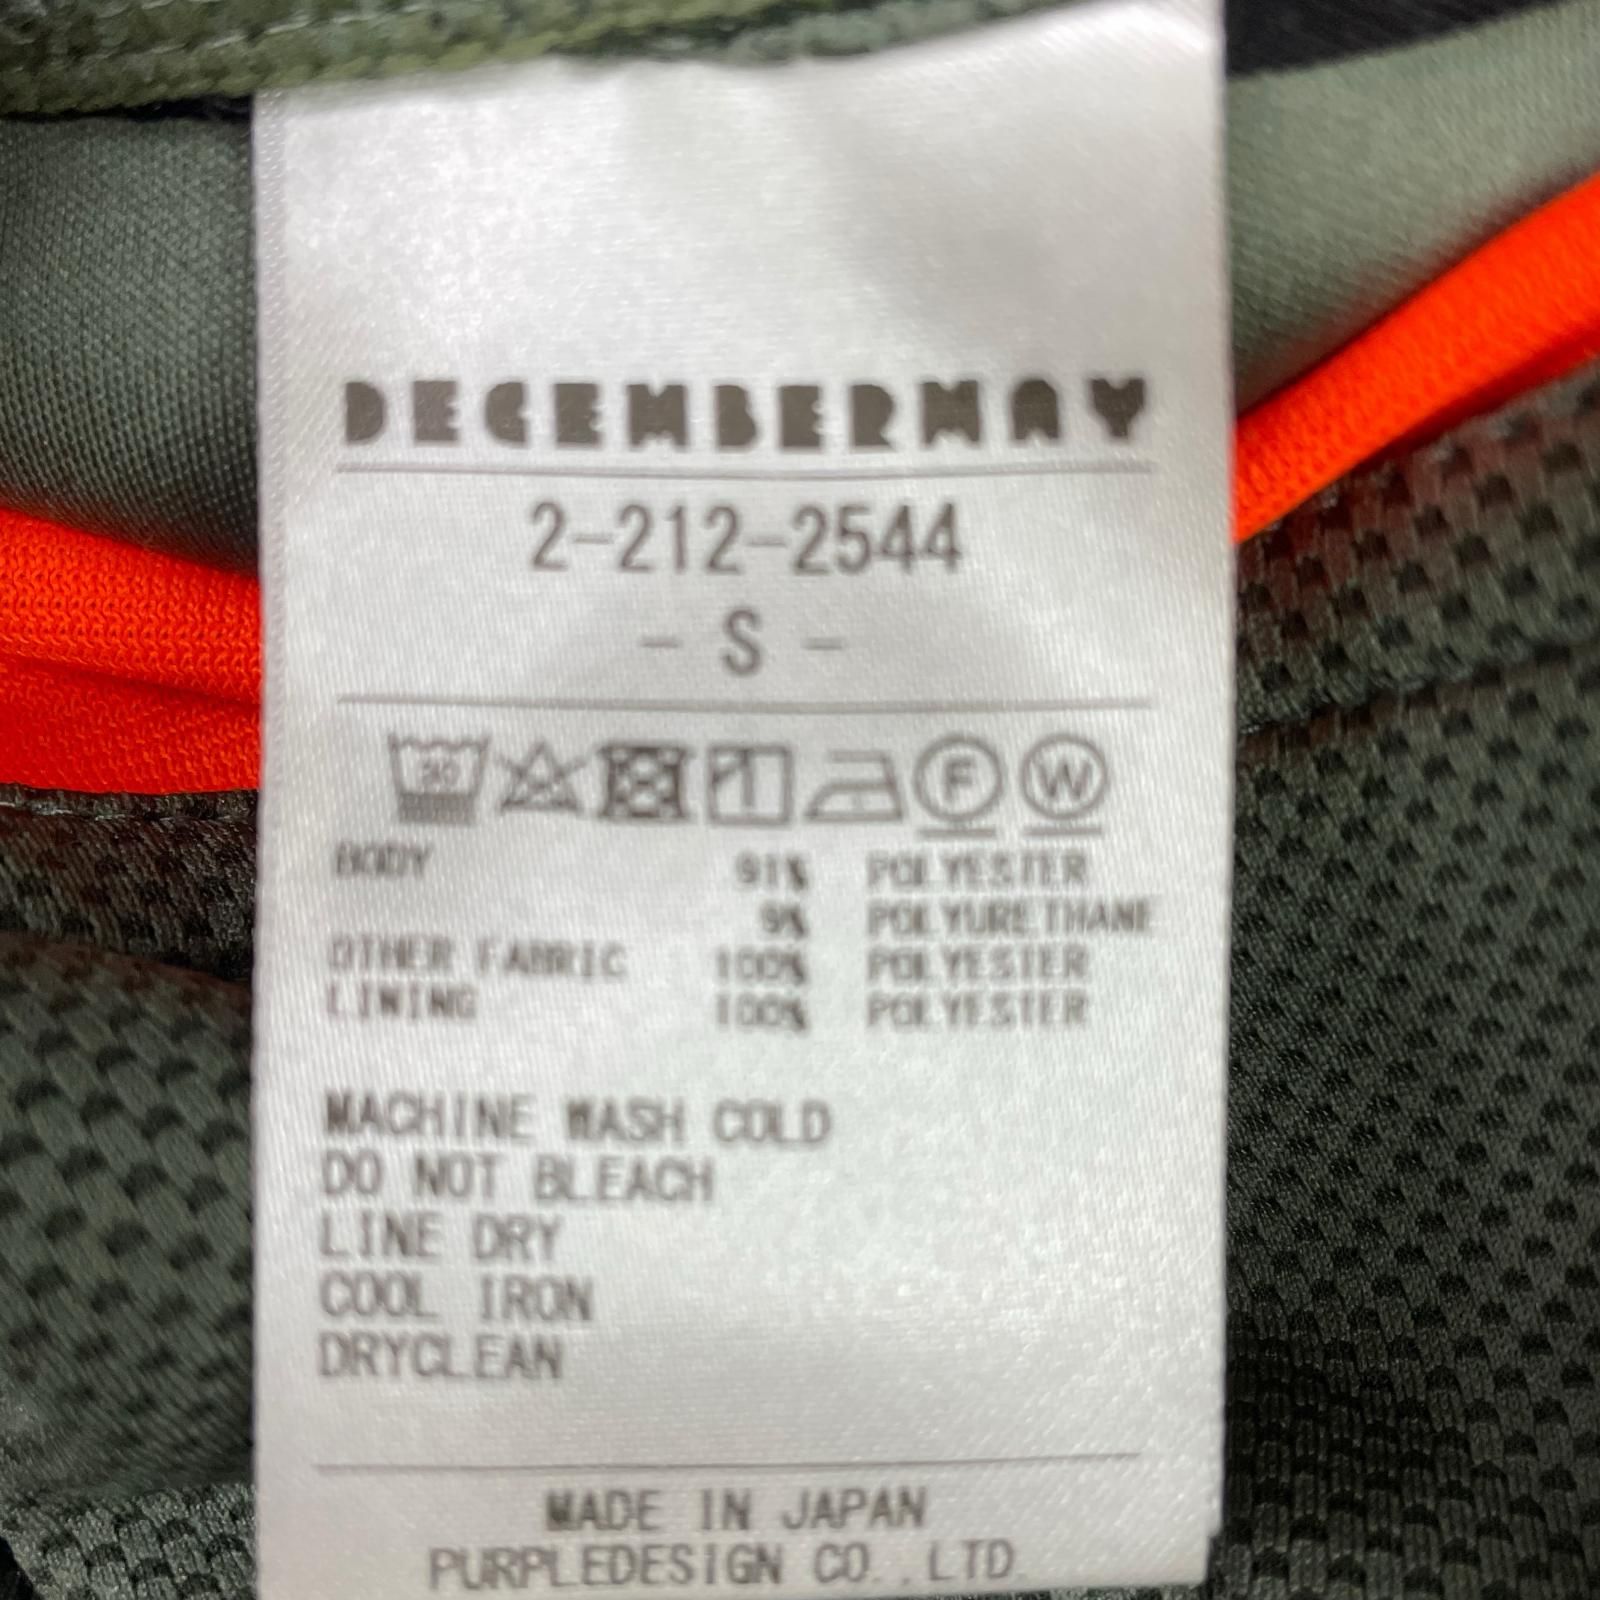 DECEMBERMAY
2-212-2544
- S -
30 F W
BODY 91% POLYESTER
9% POLYURETHANE
OTHER FABRIC 100% POLYESTER
LINING 100% POLYESTER
MACHINE WASH COLD
DO NOT BLEACH
LINE DRY
COOL IRON
DRYCLEAN
MADE IN JAPAN
PURPLEDESIGN CO.,LTD.